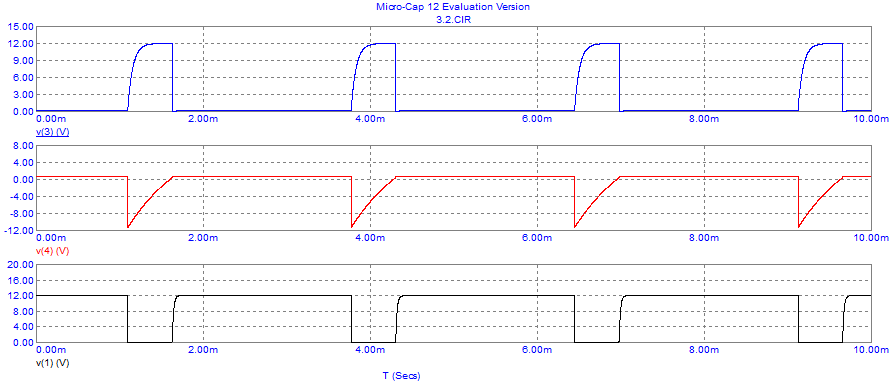 Micro-Cap 12 Evaluation Version
3.2.CIR
15.00
12.00
9.00
6.00
3.00
0.00
0.00m 2.00m 4.00m 6.00m 8.00m 10.00m
v(3) (V)
8.00
4.00
0.00
-4.00
-8.00
-12.00
0.00m 2.00m 4.00m 6.00m 8.00m 10.00m
v(4) (V)
20.00
16.00
12.00
8.00
4.00
0.00
0.00m 2.00m 4.00m 6.00m 8.00m 10.00m
v(1) (V)
T (Secs)